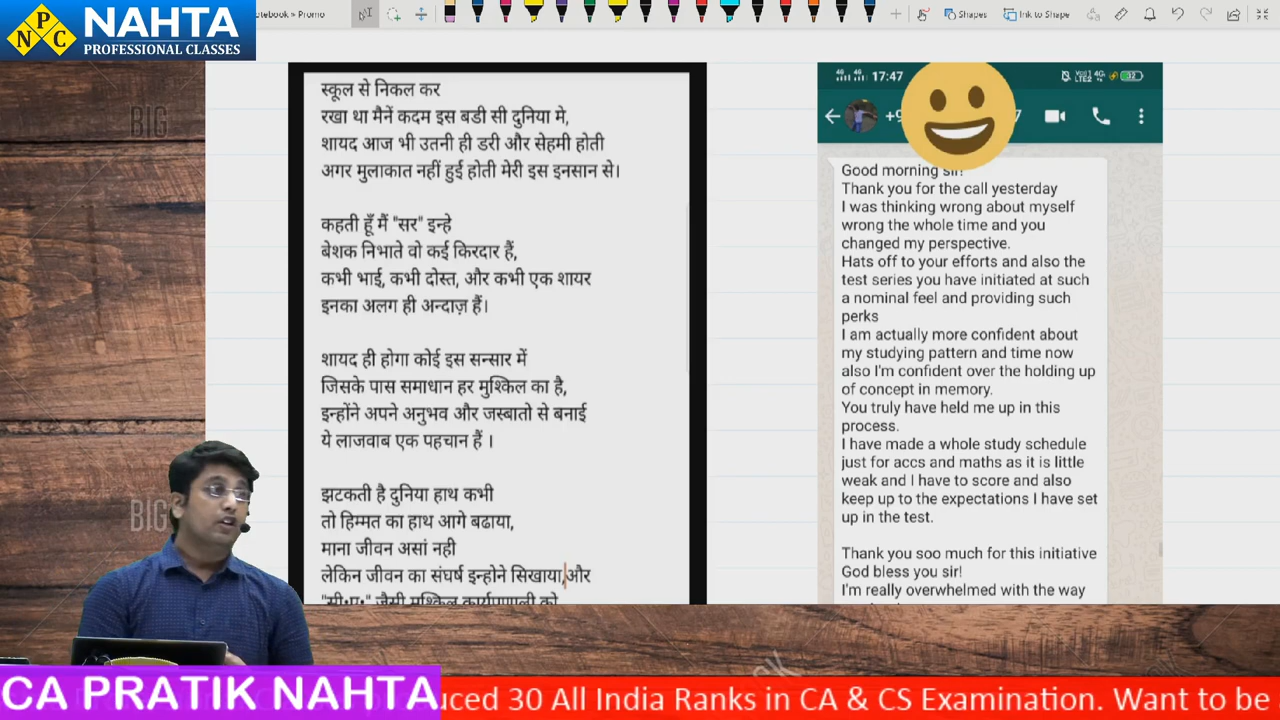 NAHTA
PROFESSIONAL CLASSES
N P C
otebook » Promo
Shapes
Ink to Shape
BIG
स्कूल से निकल कर
रखा था मैनें कदम इस बडी सी दुनिया मे,
शायद आज भी उतनी ही डरी और सेहमी होती
अगर मुलाकात नहीं हुई होती मेरी इस इनसान से।
कहती हूँ मैं "सर" इन्हे
बेशक निभाते वो कई किरदार हैं,
कभी भाई, कभी दोस्त, और कभी एक शायर
इनका अलग ही अन्दाज़ हैं।
शायद ही होगा कोई इस सन्सार में
जिसके पास समाधान हर मुश्किल का है,
इन्होंने अपने अनुभव और जस्बातो से बनाई
ये लाजवाब एक पहचान हैं ।
झटकती है दुनिया हाथ कभी
तो हिम्मत का हाथ आगे बढाया,
माना जीवन असां नही
लेकिन जीवन का संघर्ष इन्होने सिखाया,और
"सी•ए•" जैसी मुश्किल
17:47
Good morning sir!
Thank you for the call yesterday
I was thinking wrong about myself
wrong the whole time and you
changed my perspective.
Hats off to your efforts and also the
test series you have initiated at such
a nominal feel and providing such
perks
I am actually more confident about
my studying pattern and time now
also I'm confident over the holding up
of concept in memory.
You truly have held me up in this
process.
I have made a whole study schedule
just for accs and maths as it is little
weak and I have to score and also
keep up to the expectations I have set
up in the test.
Thank you soo much for this initiative
God bless you sir!
I'm really overwhelmed with the way
BIG
CA PRATIK NAHTA
uced 30 All India Ranks in CA & CS Examination. Want to be